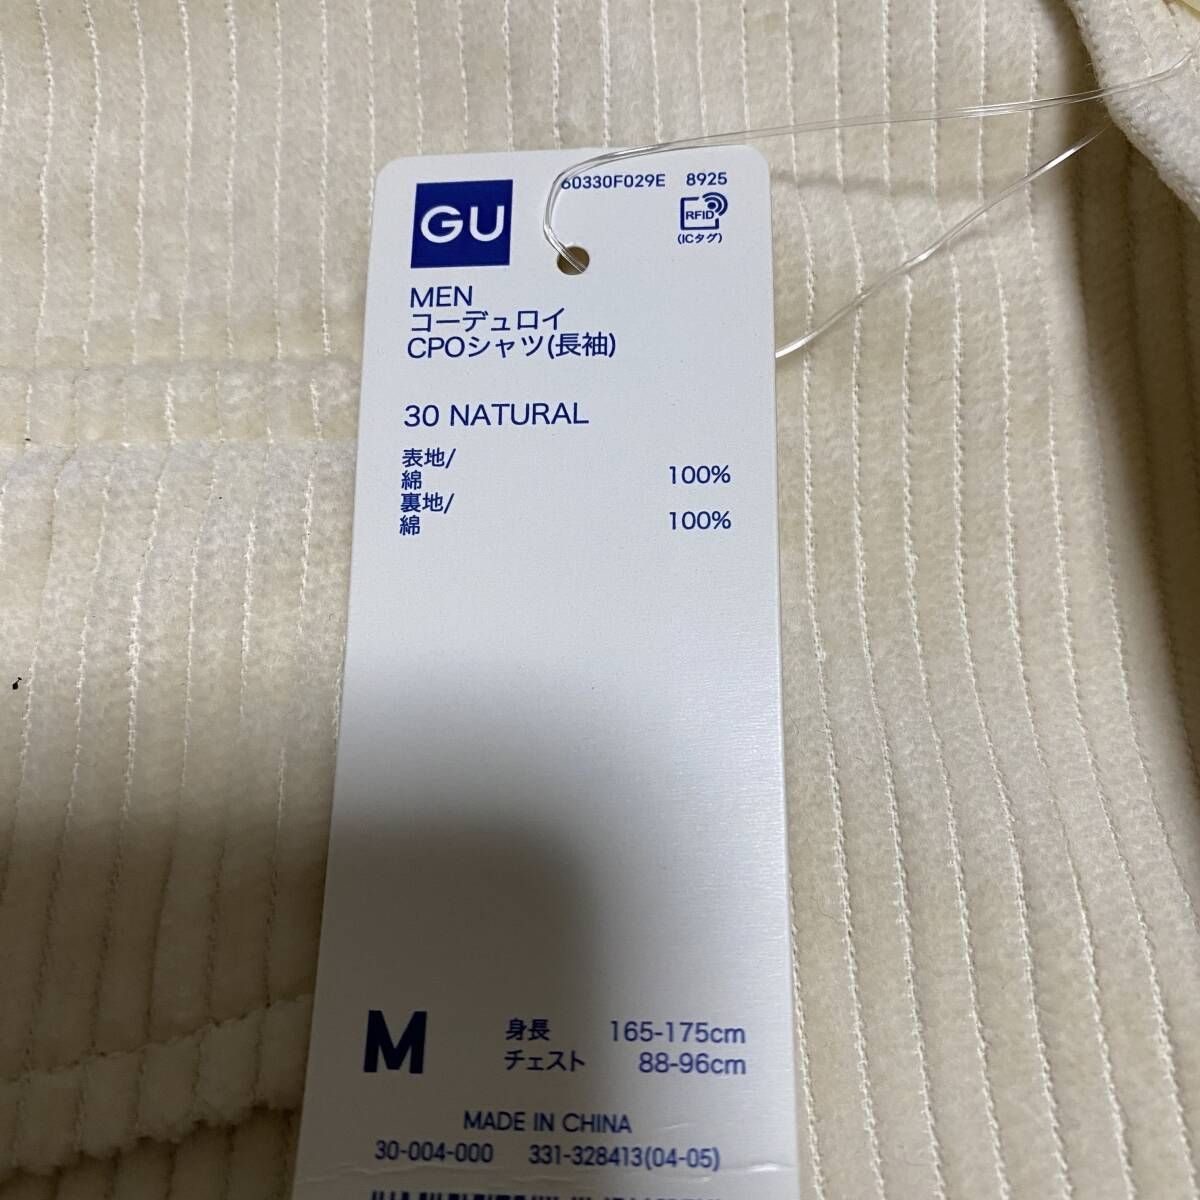 GU
60330F029E 8925
RFID
(ICタグ)
MEN
コーデュロイ
CPOシャツ(長袖)
30 NATURAL
表地/
綿 100%
裏地/
綿 100%
M
身長 165-175cm
チェスト 88-96cm
MADE IN CHINA
30-004-000 331-328413(04-05)